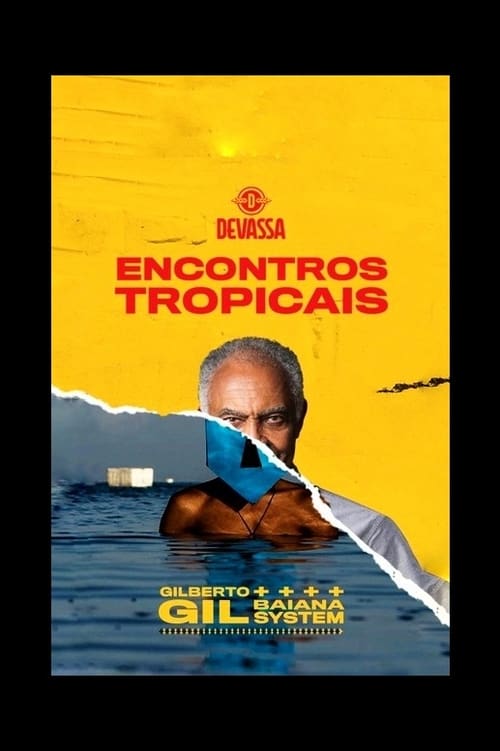 D
DEVASSA
ENCONTROS
TROPICAIS
GILBERTO
GIL
BAIANA
SYSTEM